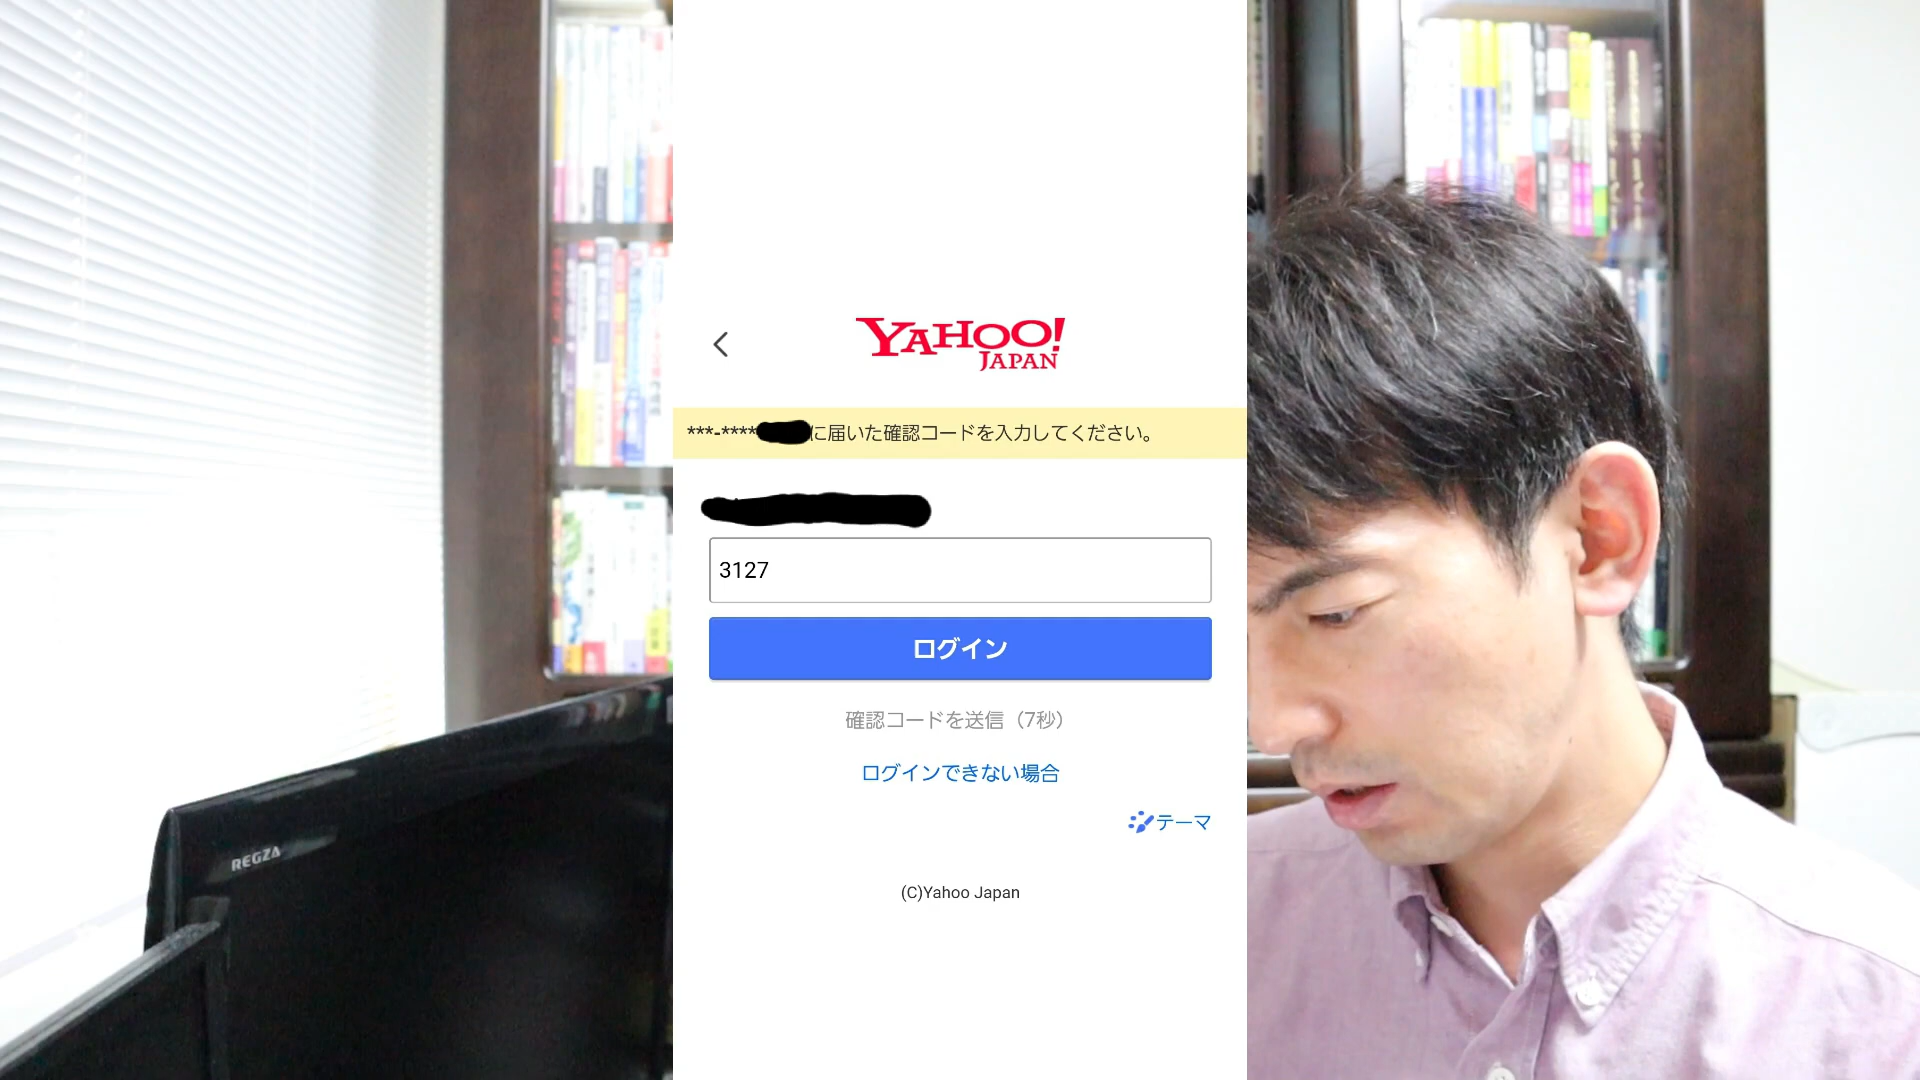 YAHOO!
JAPAN
***-****に届いた確認コードを入力してください。
3127
ログイン
確認コードを送信（7秒）
ログインできない場合
テーマ
(C)Yahoo Japan
REGZA